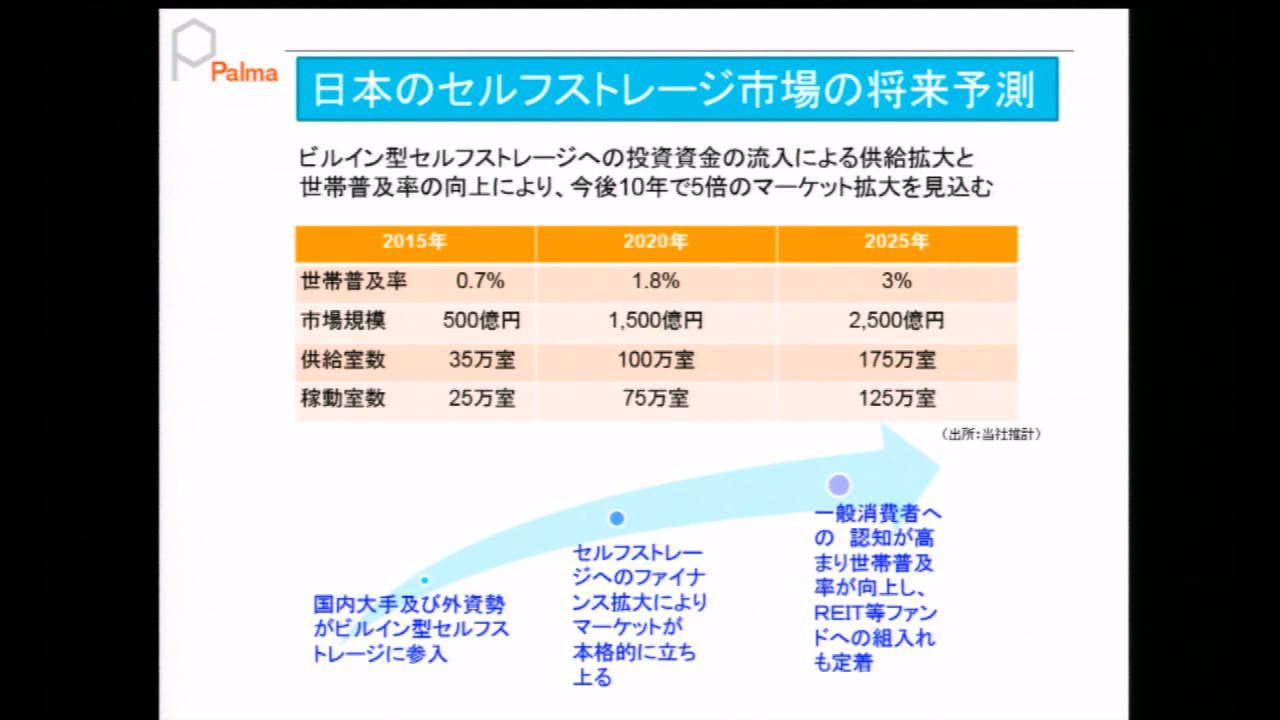 Palma
日本のセルフストレージ市場の将来予測
ビルイン型セルフストレージへの投資資金の流入による供給拡大と
世帯普及率の向上により、今後10年で5倍のマーケット拡大を見込む
2015年 2020年 2025年
世帯普及率 0.7% 1.8% 3%
市場規模 500億円 1,500億円 2,500億円
供給室数 35万室 100万室 175万室
稼動室数 25万室 75万室 125万室
（出所：当社推計）
国内大手及び外資勢
がビルイン型セルフス
トレージに参入
セルフストレー
ジへのファイナ
ンス拡大により
マーケットが
本格的に立ち
上る
一般消費者へ
の　認知が高
まり世帯普及
率が向上し、
REIT等ファン
ドへの組入れ
も定着